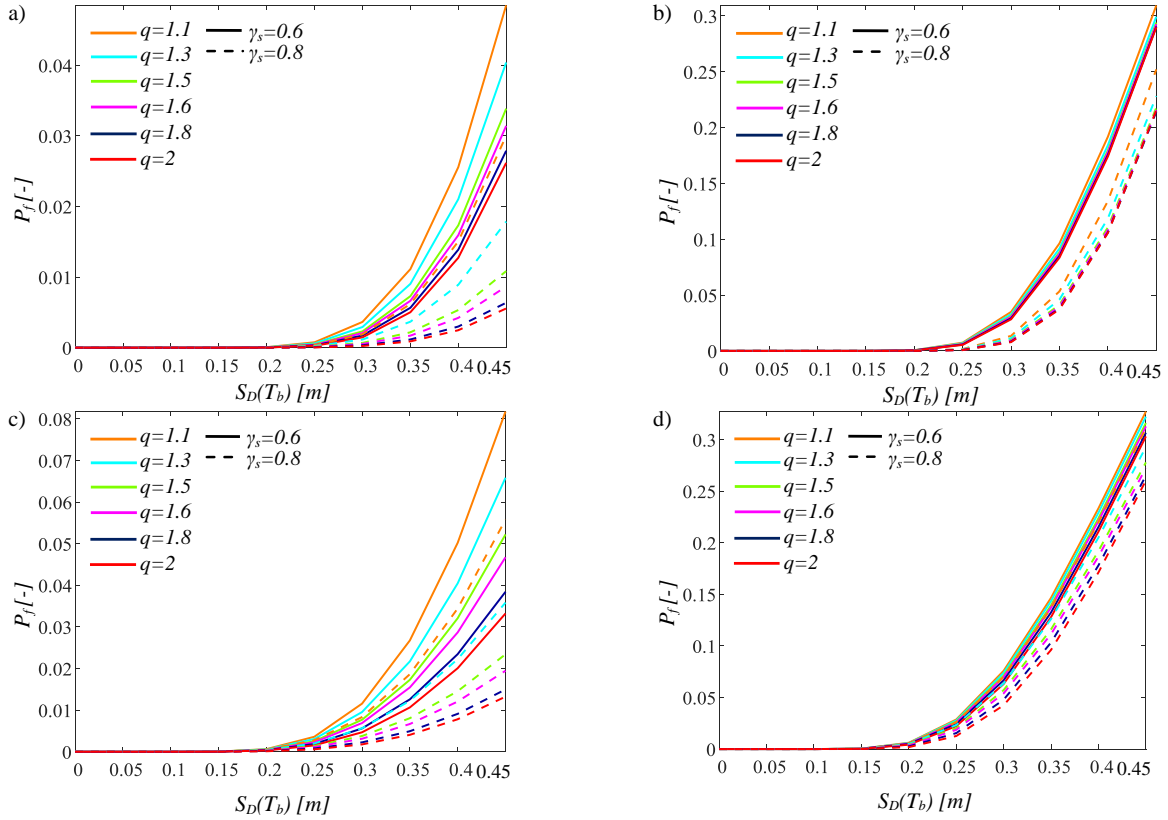 a)
q=1.1 γs=0.6
q=1.3 γs=0.8
q=1.5
q=1.6
q=1.8
q=2
Pf [-]
0.04
0.03
0.02
0.01
0
0 0.05 0.1 0.15 0.2 0.25 0.3 0.35 0.4 0.45
SD(Tb) [m]
b)
q=1.1 γs=0.6
q=1.3 γs=0.8
q=1.5
q=1.6
q=1.8
q=2
Pf [-]
0.3
0.25
0.2
0.15
0.1
0.05
0
0 0.05 0.1 0.15 0.2 0.25 0.3 0.35 0.4 0.45
SD(Tb) [m]
c)
q=1.1 γs=0.6
q=1.3 γs=0.8
q=1.5
q=1.6
q=1.8
q=2
Pf [-]
0.08
0.07
0.06
0.05
0.04
0.03
0.02
0.01
0
0 0.05 0.1 0.15 0.2 0.25 0.3 0.35 0.4 0.45
SD(Tb) [m]
d)
q=1.1 γs=0.6
q=1.3 γs=0.8
q=1.5
q=1.6
q=1.8
q=2
Pf [-]
0.3
0.25
0.2
0.15
0.1
0.05
0
0 0.05 0.1 0.15 0.2 0.25 0.3 0.35 0.4 0.45
SD(Tb) [m]